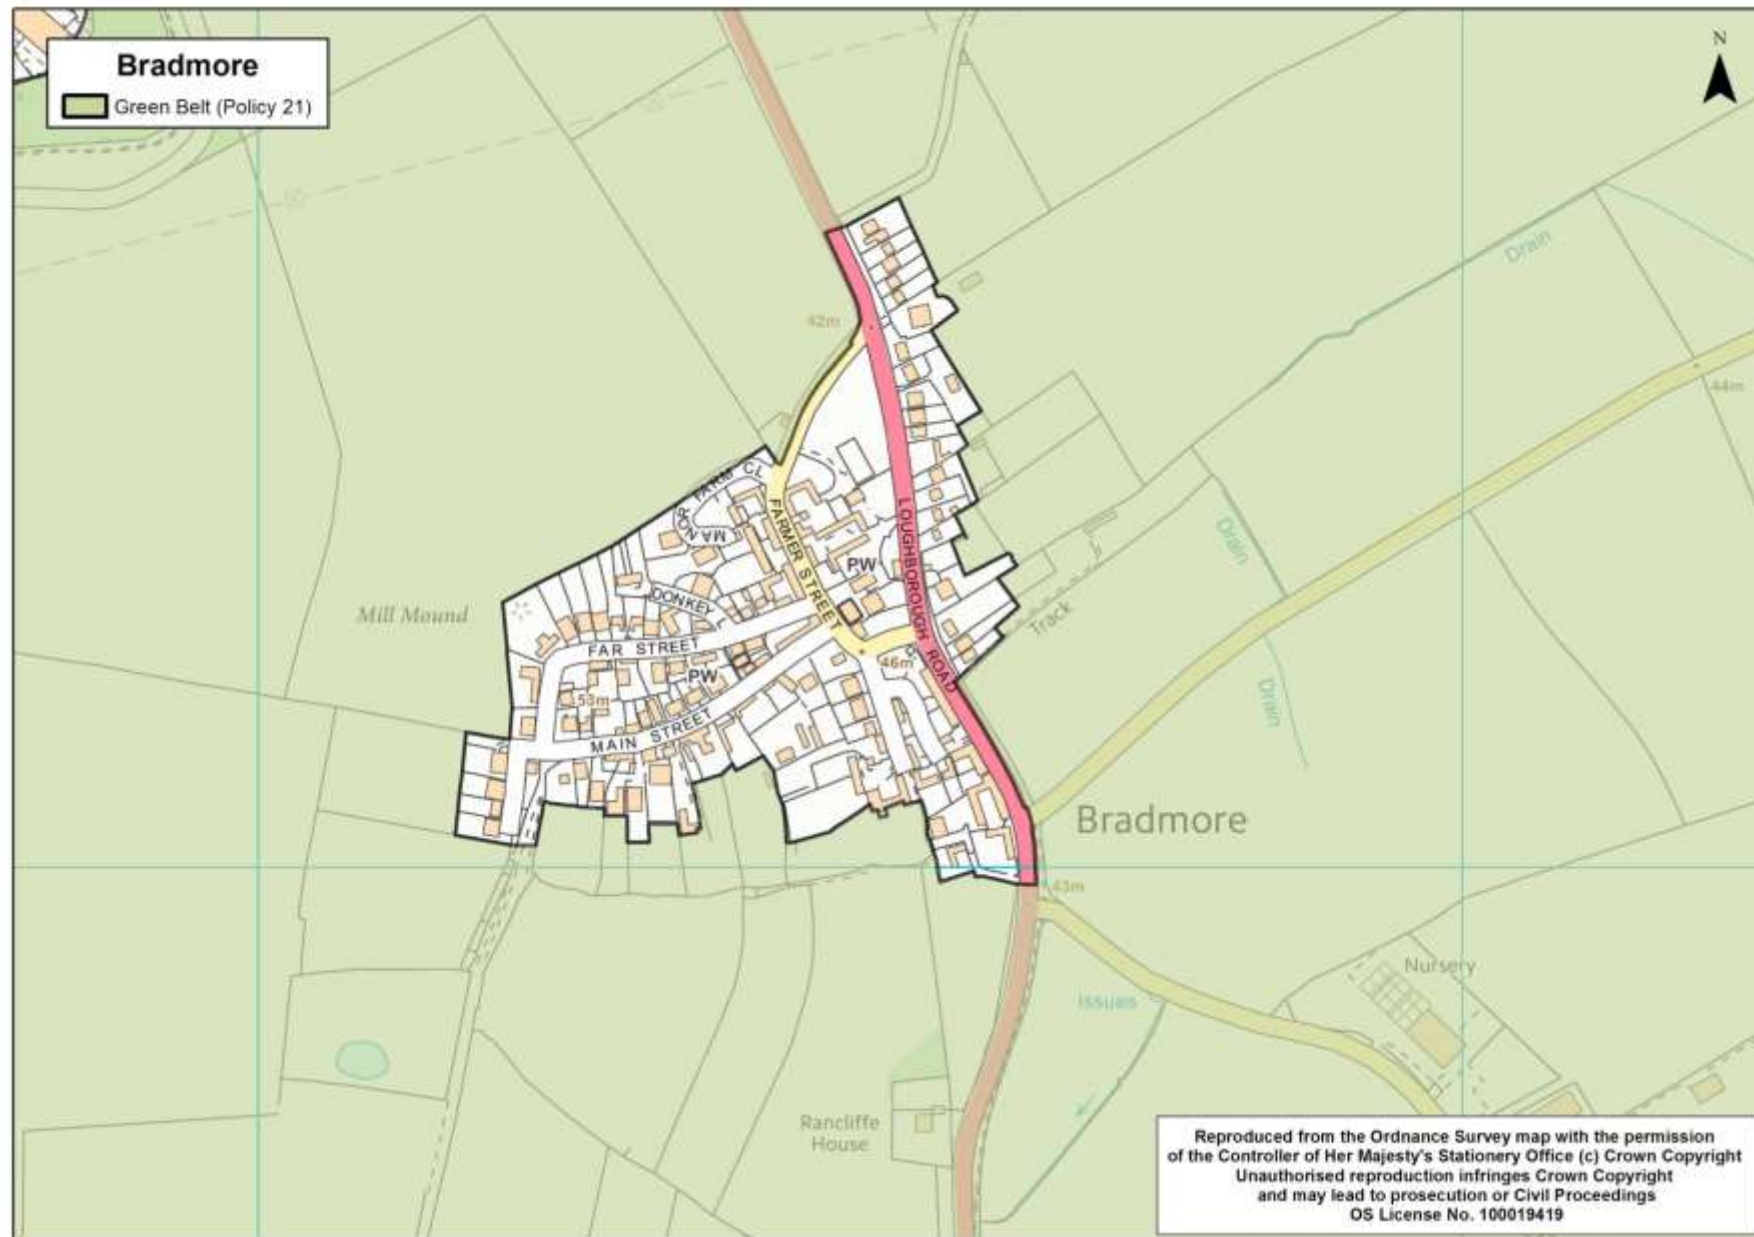 Bradmore
Green Belt (Policy 21)
N
Drain
42m
44m
MANOR FARM CL
FARMER STREET
LOUGHBOROUGH ROAD
PW
Drain
Mill Mound
DONKEY L
Track
FAR STREET
46m
PW
Drain
53m
MAIN STREET
Bradmore
43m
Nursery
Issues
Rancliffe
House
Reproduced from the Ordnance Survey map with the permission
of the Controller of Her Majesty's Stationery Office (c) Crown Copyright
Unauthorised reproduction infringes Crown Copyright
and may lead to prosecution or Civil Proceedings
OS License No. 100019419